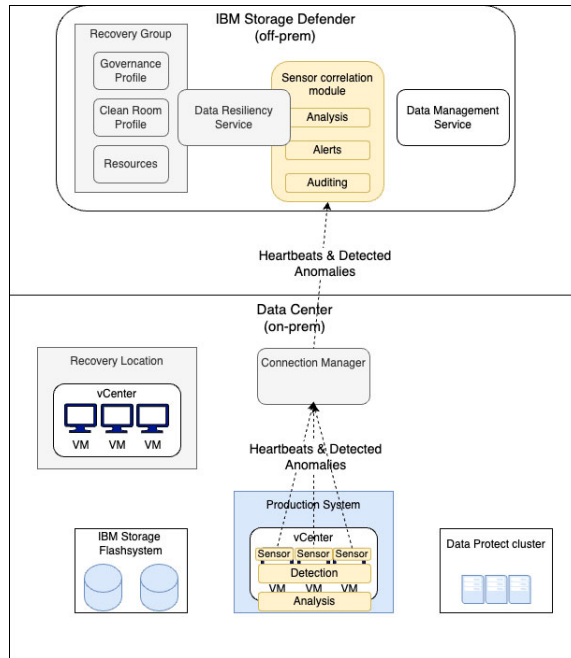 IBM Storage Defender
(off-prem)
Recovery Group
Governance
Profile
Clean Room
Profile
Resources
Data Resiliency
Service
Sensor correlation
module
Analysis
Alerts
Auditing
Data Management
Service
Heartbeats & Detected
Anomalies
Data Center
(on-prem)
Recovery Location
vCenter
VM VM VM
Connection Manager
Heartbeats & Detected
Anomalies
IBM Storage
Flashsystem
Production System
vCenter
Sensor Sensor Sensor
Detection
VM VM VM
Analysis
Data Protect cluster